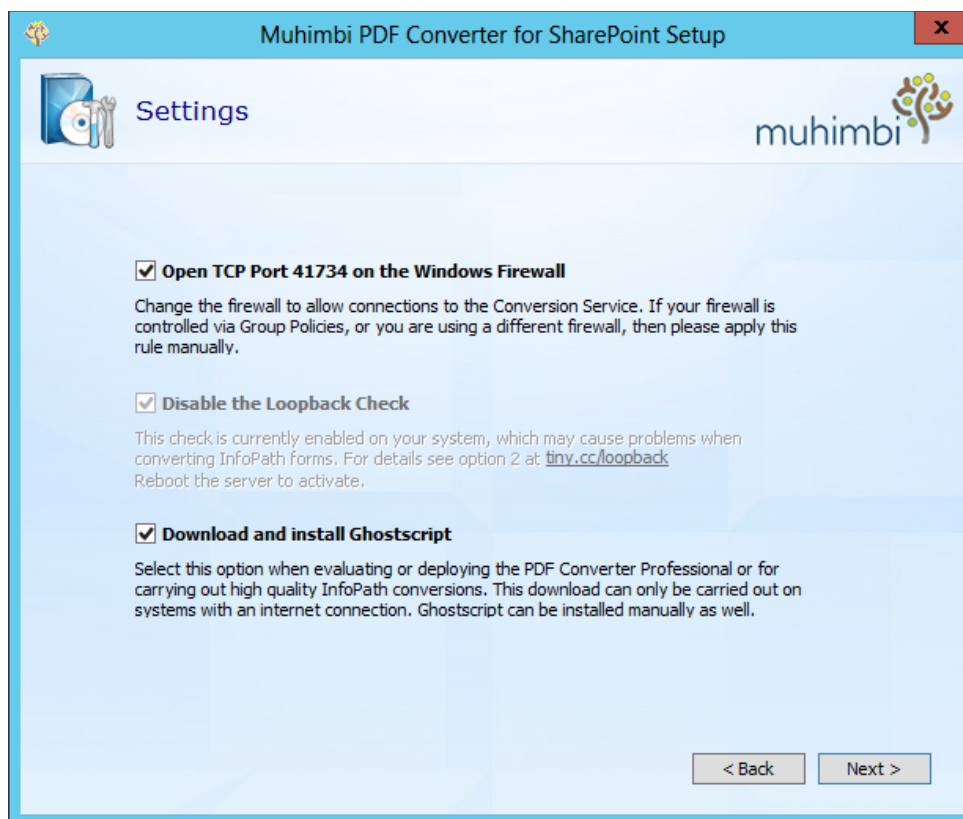 Muhimbi PDF Converter for SharePoint Setup
x
Settings
muhimbi
Open TCP Port 41734 on the Windows Firewall
Change the firewall to allow connections to the Conversion Service. If your firewall is
controlled via Group Policies, or you are using a different firewall, then please apply this
rule manually.
Disable the Loopback Check
This check is currently enabled on your system, which may cause problems when
converting InfoPath forms. For details see option 2 at tiny.cc/loopback
Reboot the server to activate.
Download and install Ghostscript
Select this option when evaluating or deploying the PDF Converter Professional or for
carrying out high quality InfoPath conversions. This download can only be carried out on
systems with an internet connection. Ghostscript can be installed manually as well.
< Back Next >